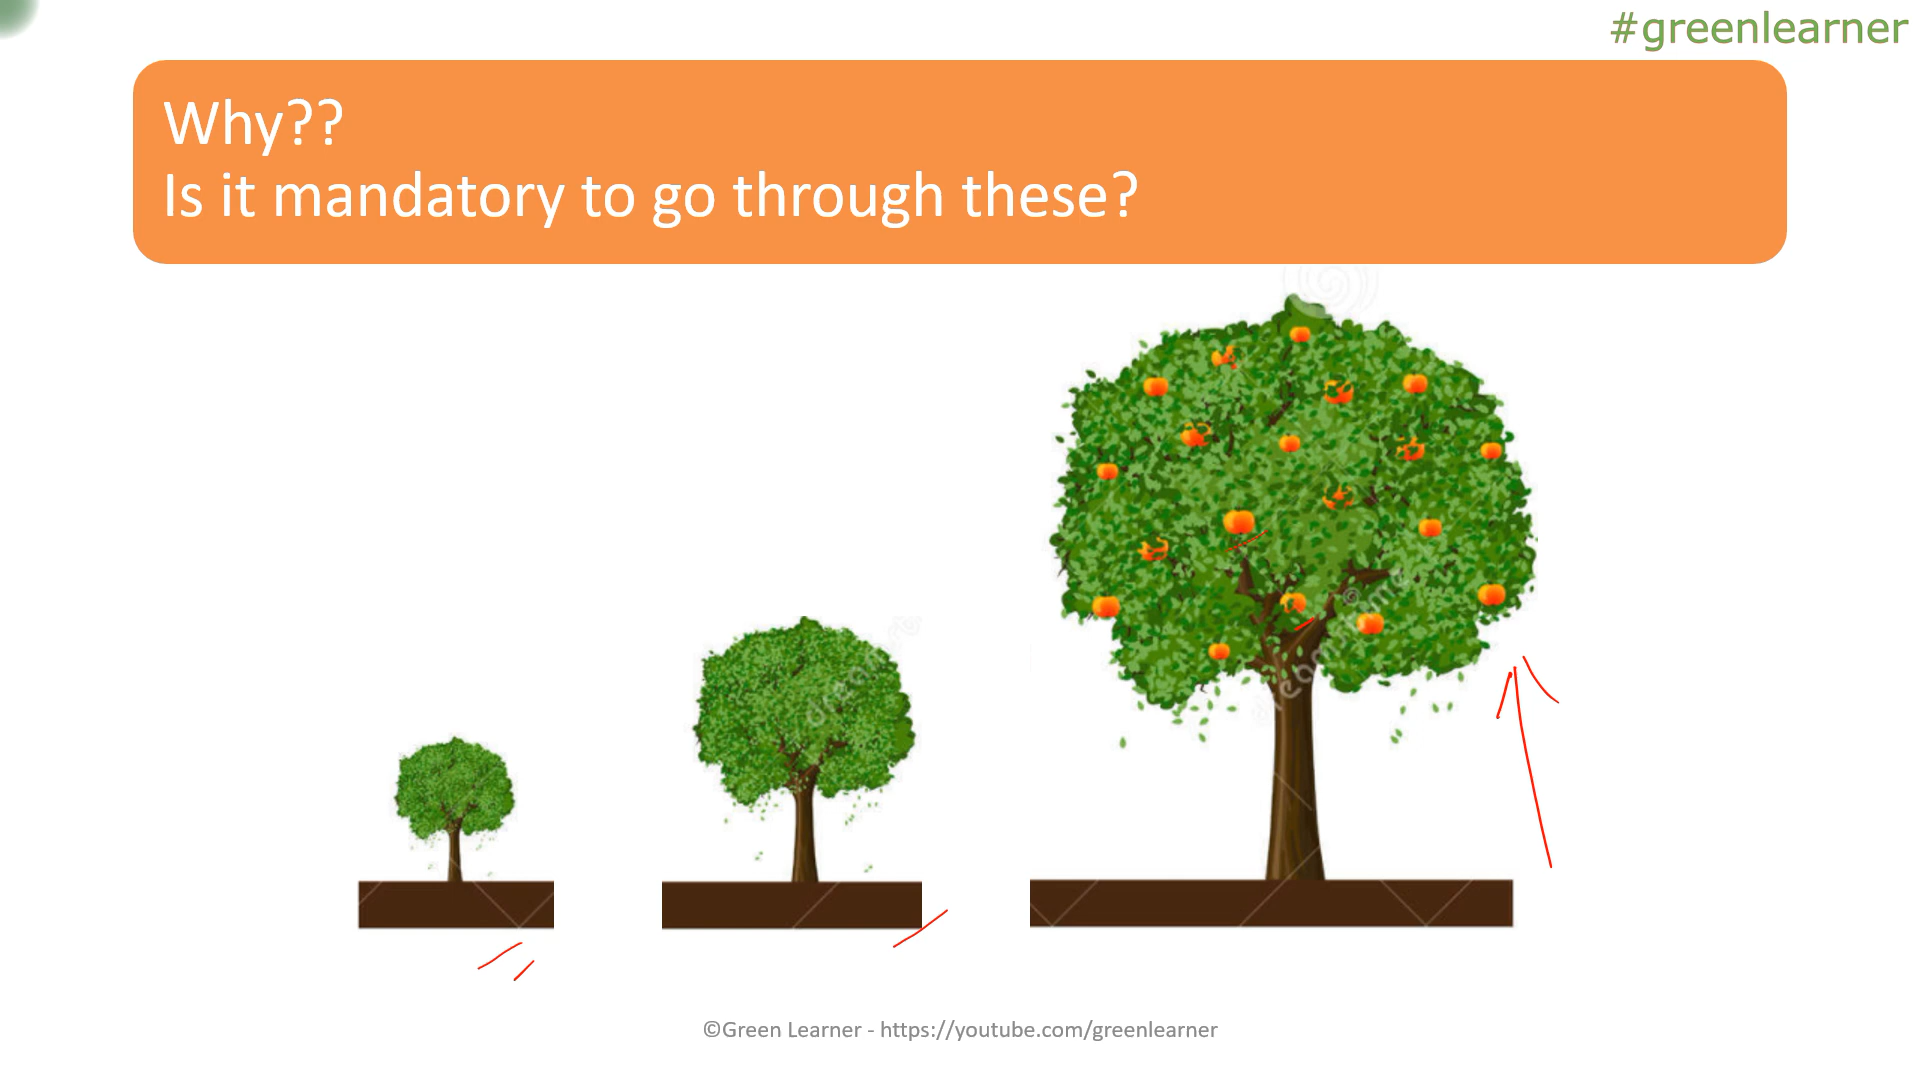 #greenlearner
Why??
Is it mandatory to go through these?
©Green Learner - https://youtube.com/greenlearner